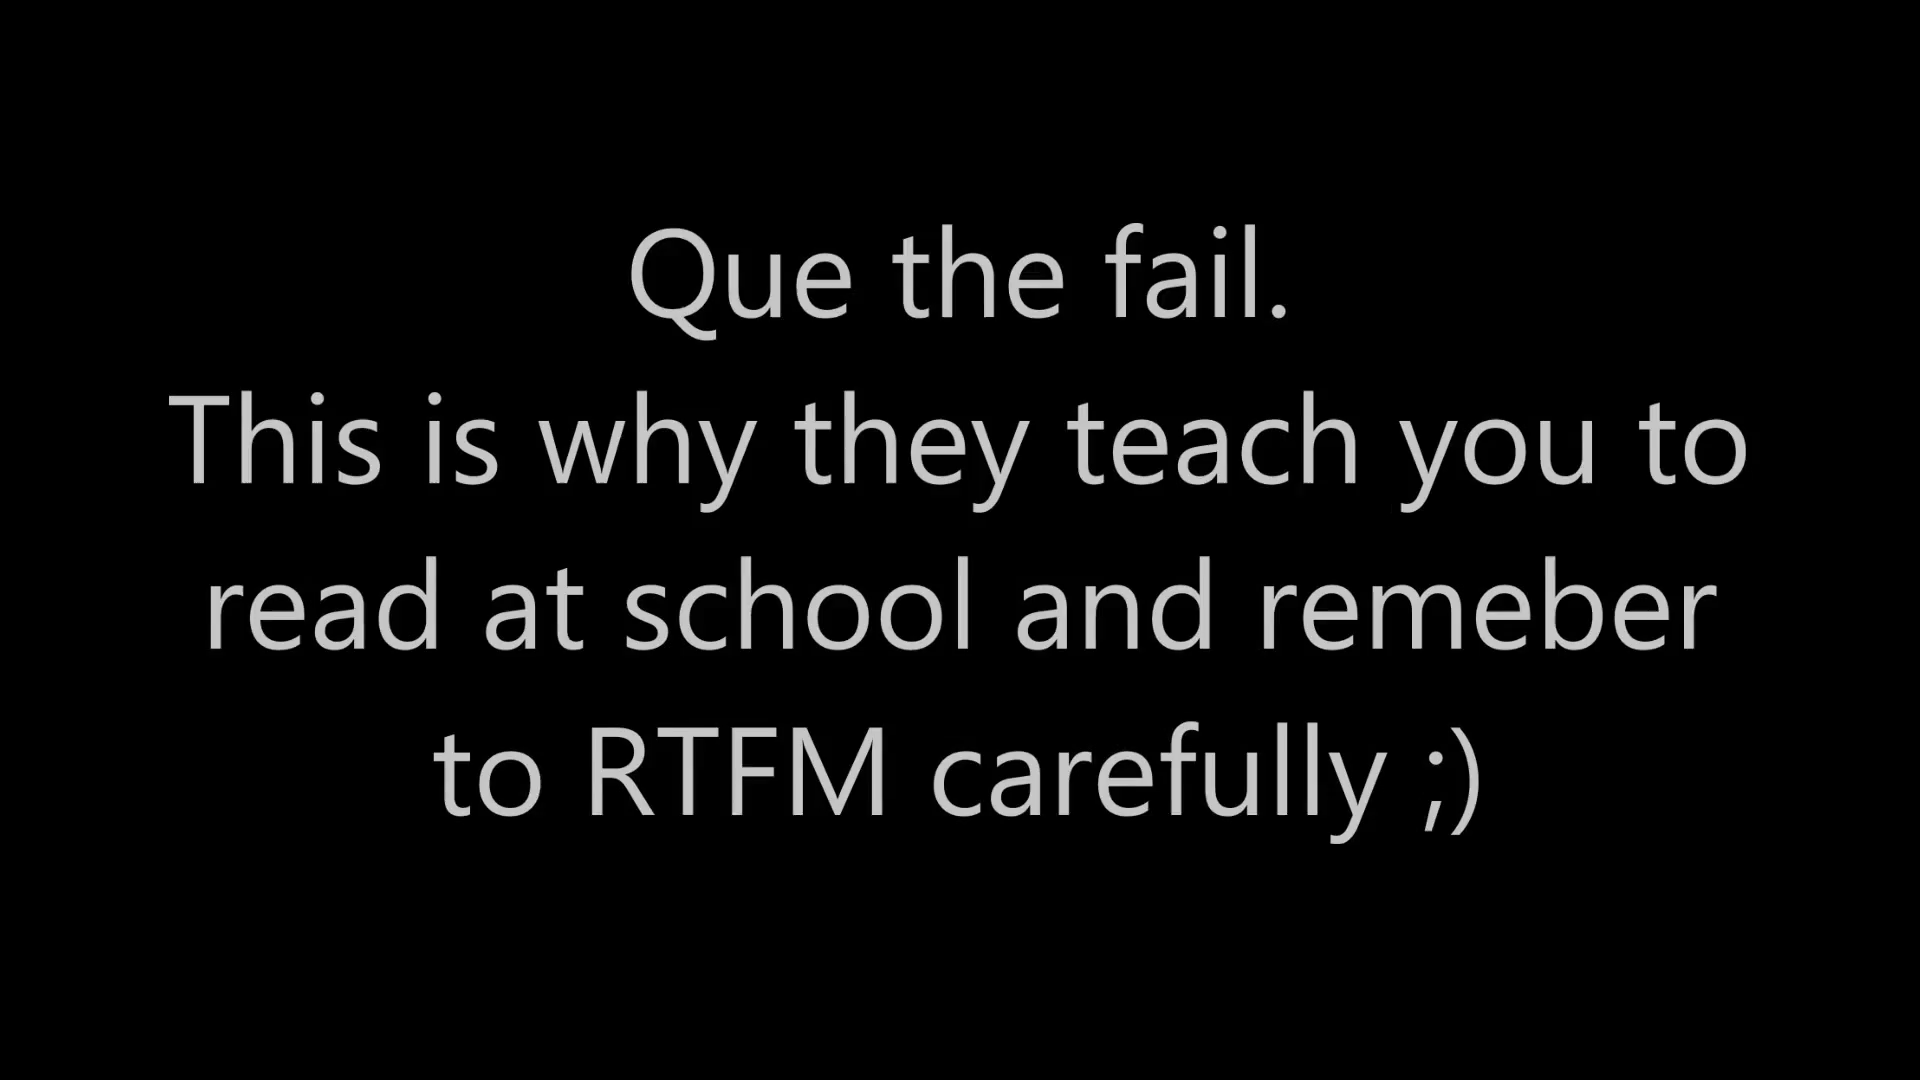 Que the fail.
This is why they teach you to
read at school and remeber
to RTFM carefully ;)